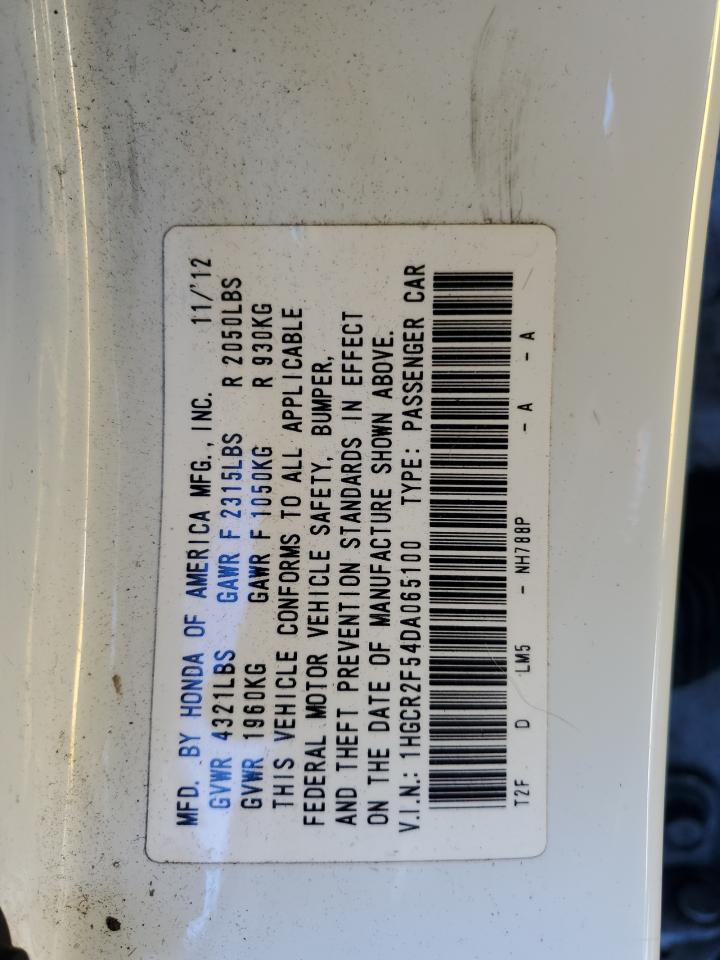 MFD. BY HONDA OF AMERICA MFG., INC. 11/'12
GVWR 4321LBS GAWR F 2315LBS R 2050LBS
GVWR 1960KG GAWR F 1050KG R 930KG
THIS VEHICLE CONFORMS TO ALL APPLICABLE
FEDERAL MOTOR VEHICLE SAFETY, BUMPER,
AND THEFT PREVENTION STANDARDS IN EFFECT
ON THE DATE OF MANUFACTURE SHOWN ABOVE.
V.I.N.: 1HGCR2F54DA065100 TYPE: PASSENGER CAR
T2F D LM5 - NH788P - A - A